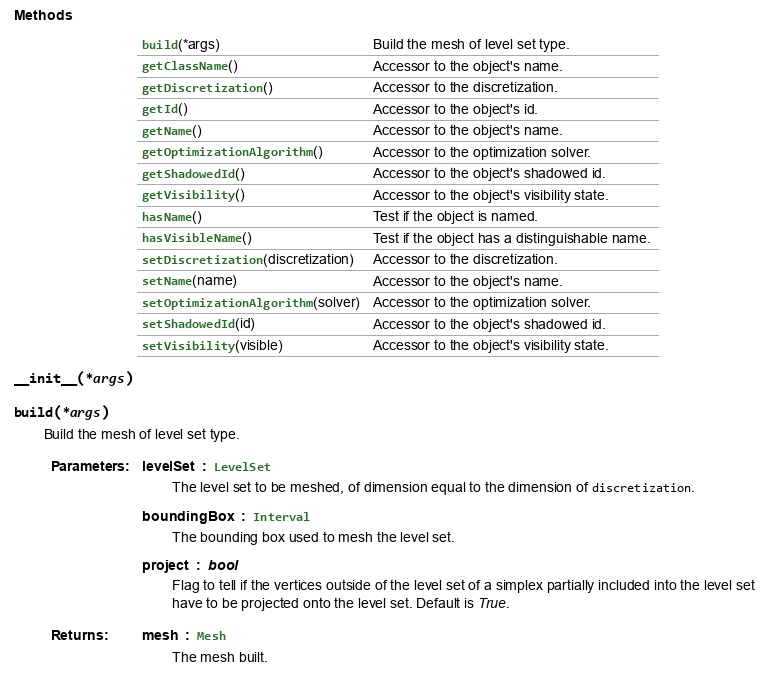 Methods
build(*args) Build the mesh of level set type.
getClassName() Accessor to the object's name.
getDiscretization() Accessor to the discretization.
getId() Accessor to the object's id.
getName() Accessor to the object's name.
getOptimizationAlgorithm() Accessor to the optimization solver.
getShadowedId() Accessor to the object's shadowed id.
getVisibility() Accessor to the object's visibility state.
hasName() Test if the object is named.
hasVisibleName() Test if the object has a distinguishable name.
setDiscretization(discretization) Accessor to the discretization.
setName(name) Accessor to the object's name.
setOptimizationAlgorithm(solver) Accessor to the optimization solver.
setShadowedId(id) Accessor to the object's shadowed id.
setVisibility(visible) Accessor to the object's visibility state.
__init__(*args)
build(*args)
Build the mesh of level set type.
Parameters: levelSet : LevelSet
The level set to be meshed, of dimension equal to the dimension of discretization.
boundingBox : Interval
The bounding box used to mesh the level set.
project : bool
Flag to tell if the vertices outside of the level set of a simplex partially included into the level set
have to be projected onto the level set. Default is True.
Returns: mesh : Mesh
The mesh built.